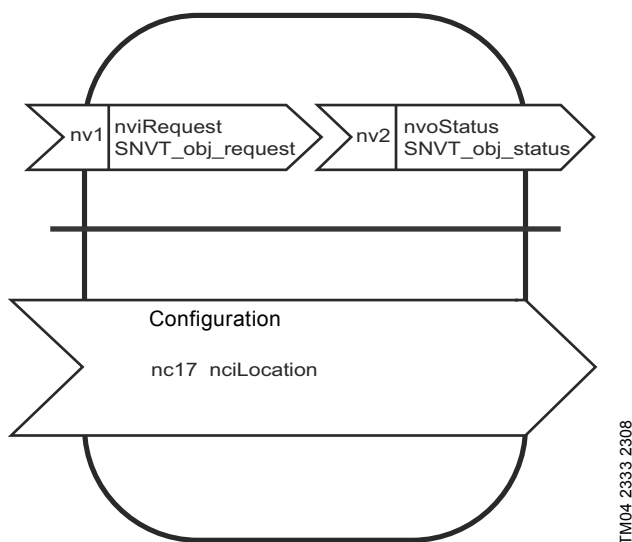 nv1
nviRequest
SNVT_obj_request
nv2
nvoStatus
SNVT_obj_status
Configuration
nc17 nciLocation
TM04 2333 2308